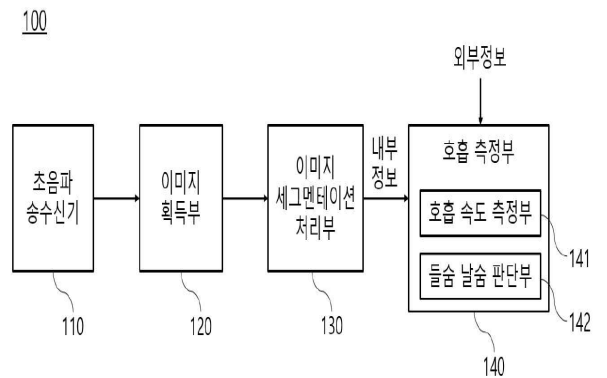 100
외부정보
초음파
송수신기
이미지
획득부
이미지
세그멘테이션
처리부
내부
정보
호흡 측정부
호흡 속도 측정부
들숨 날숨 판단부
110
120
130
140
141
142